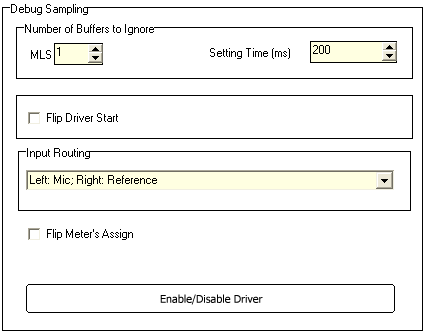 Debug Sampling
Number of Buffers to Ignore
MLS 1 Setting Time (ms) 200
Flip Driver Start
Input Routing
Left: Mic; Right: Reference
Flip Meter's Assign
Enable/Disable Driver